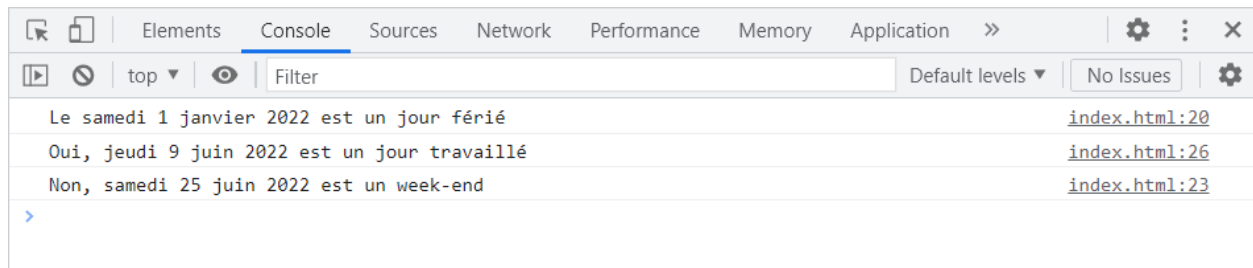 Elements Console Sources Network Performance Memory Application »
top ▼ Filter Default levels ▼ No Issues
Le samedi 1 janvier 2022 est un jour férié index.html:20
Oui, jeudi 9 juin 2022 est un jour travaillé index.html:26
Non, samedi 25 juin 2022 est un week-end index.html:23
>